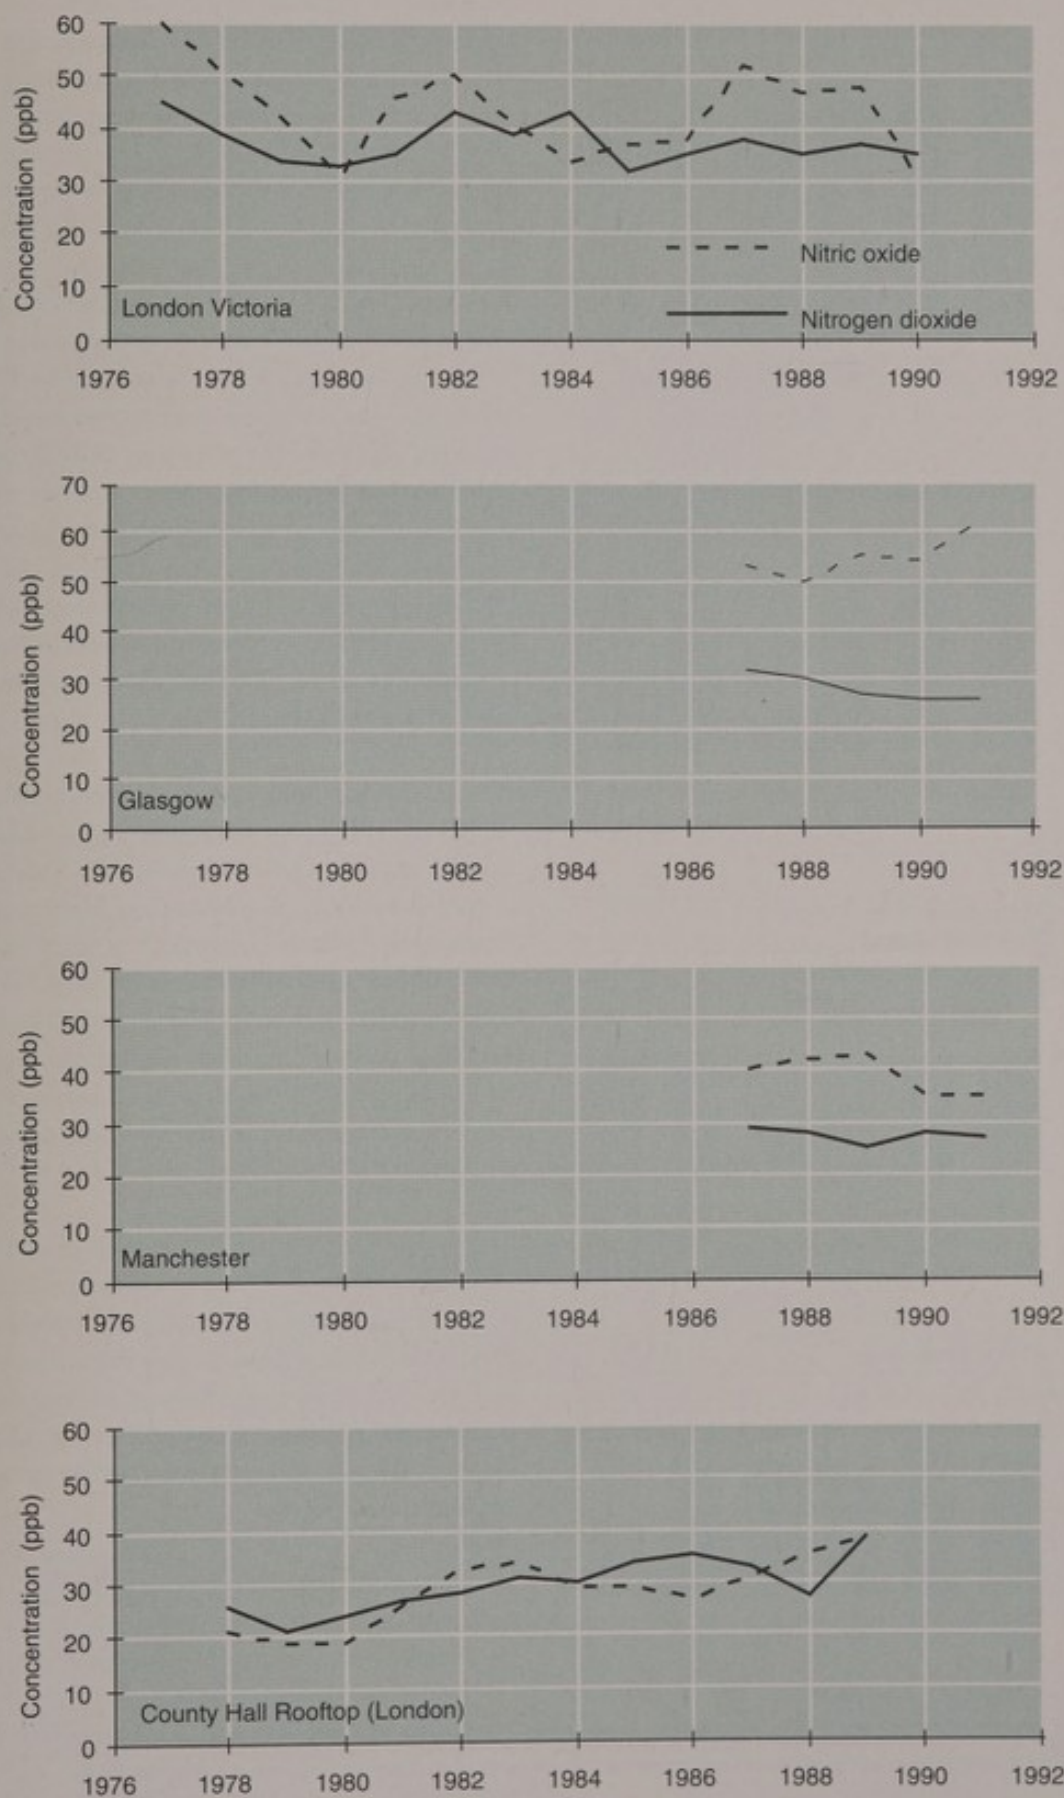 60
50
40
30
20
10
0
Concentration (ppb)
London Victoria
Nitric oxide
Nitrogen dioxide
1976 1978 1980 1982 1984 1986 1988 1990 1992
70
60
50
40
30
20
10
0
Concentration (ppb)
Glasgow
1976 1978 1980 1982 1984 1986 1988 1990 1992
60
50
40
30
20
10
0
Concentration (ppb)
Manchester
1976 1978 1980 1982 1984 1986 1988 1990 1992
60
50
40
30
20
10
0
Concentration (ppb)
County Hall Rooftop (London)
1976 1978 1980 1982 1984 1986 1988 1990 1992